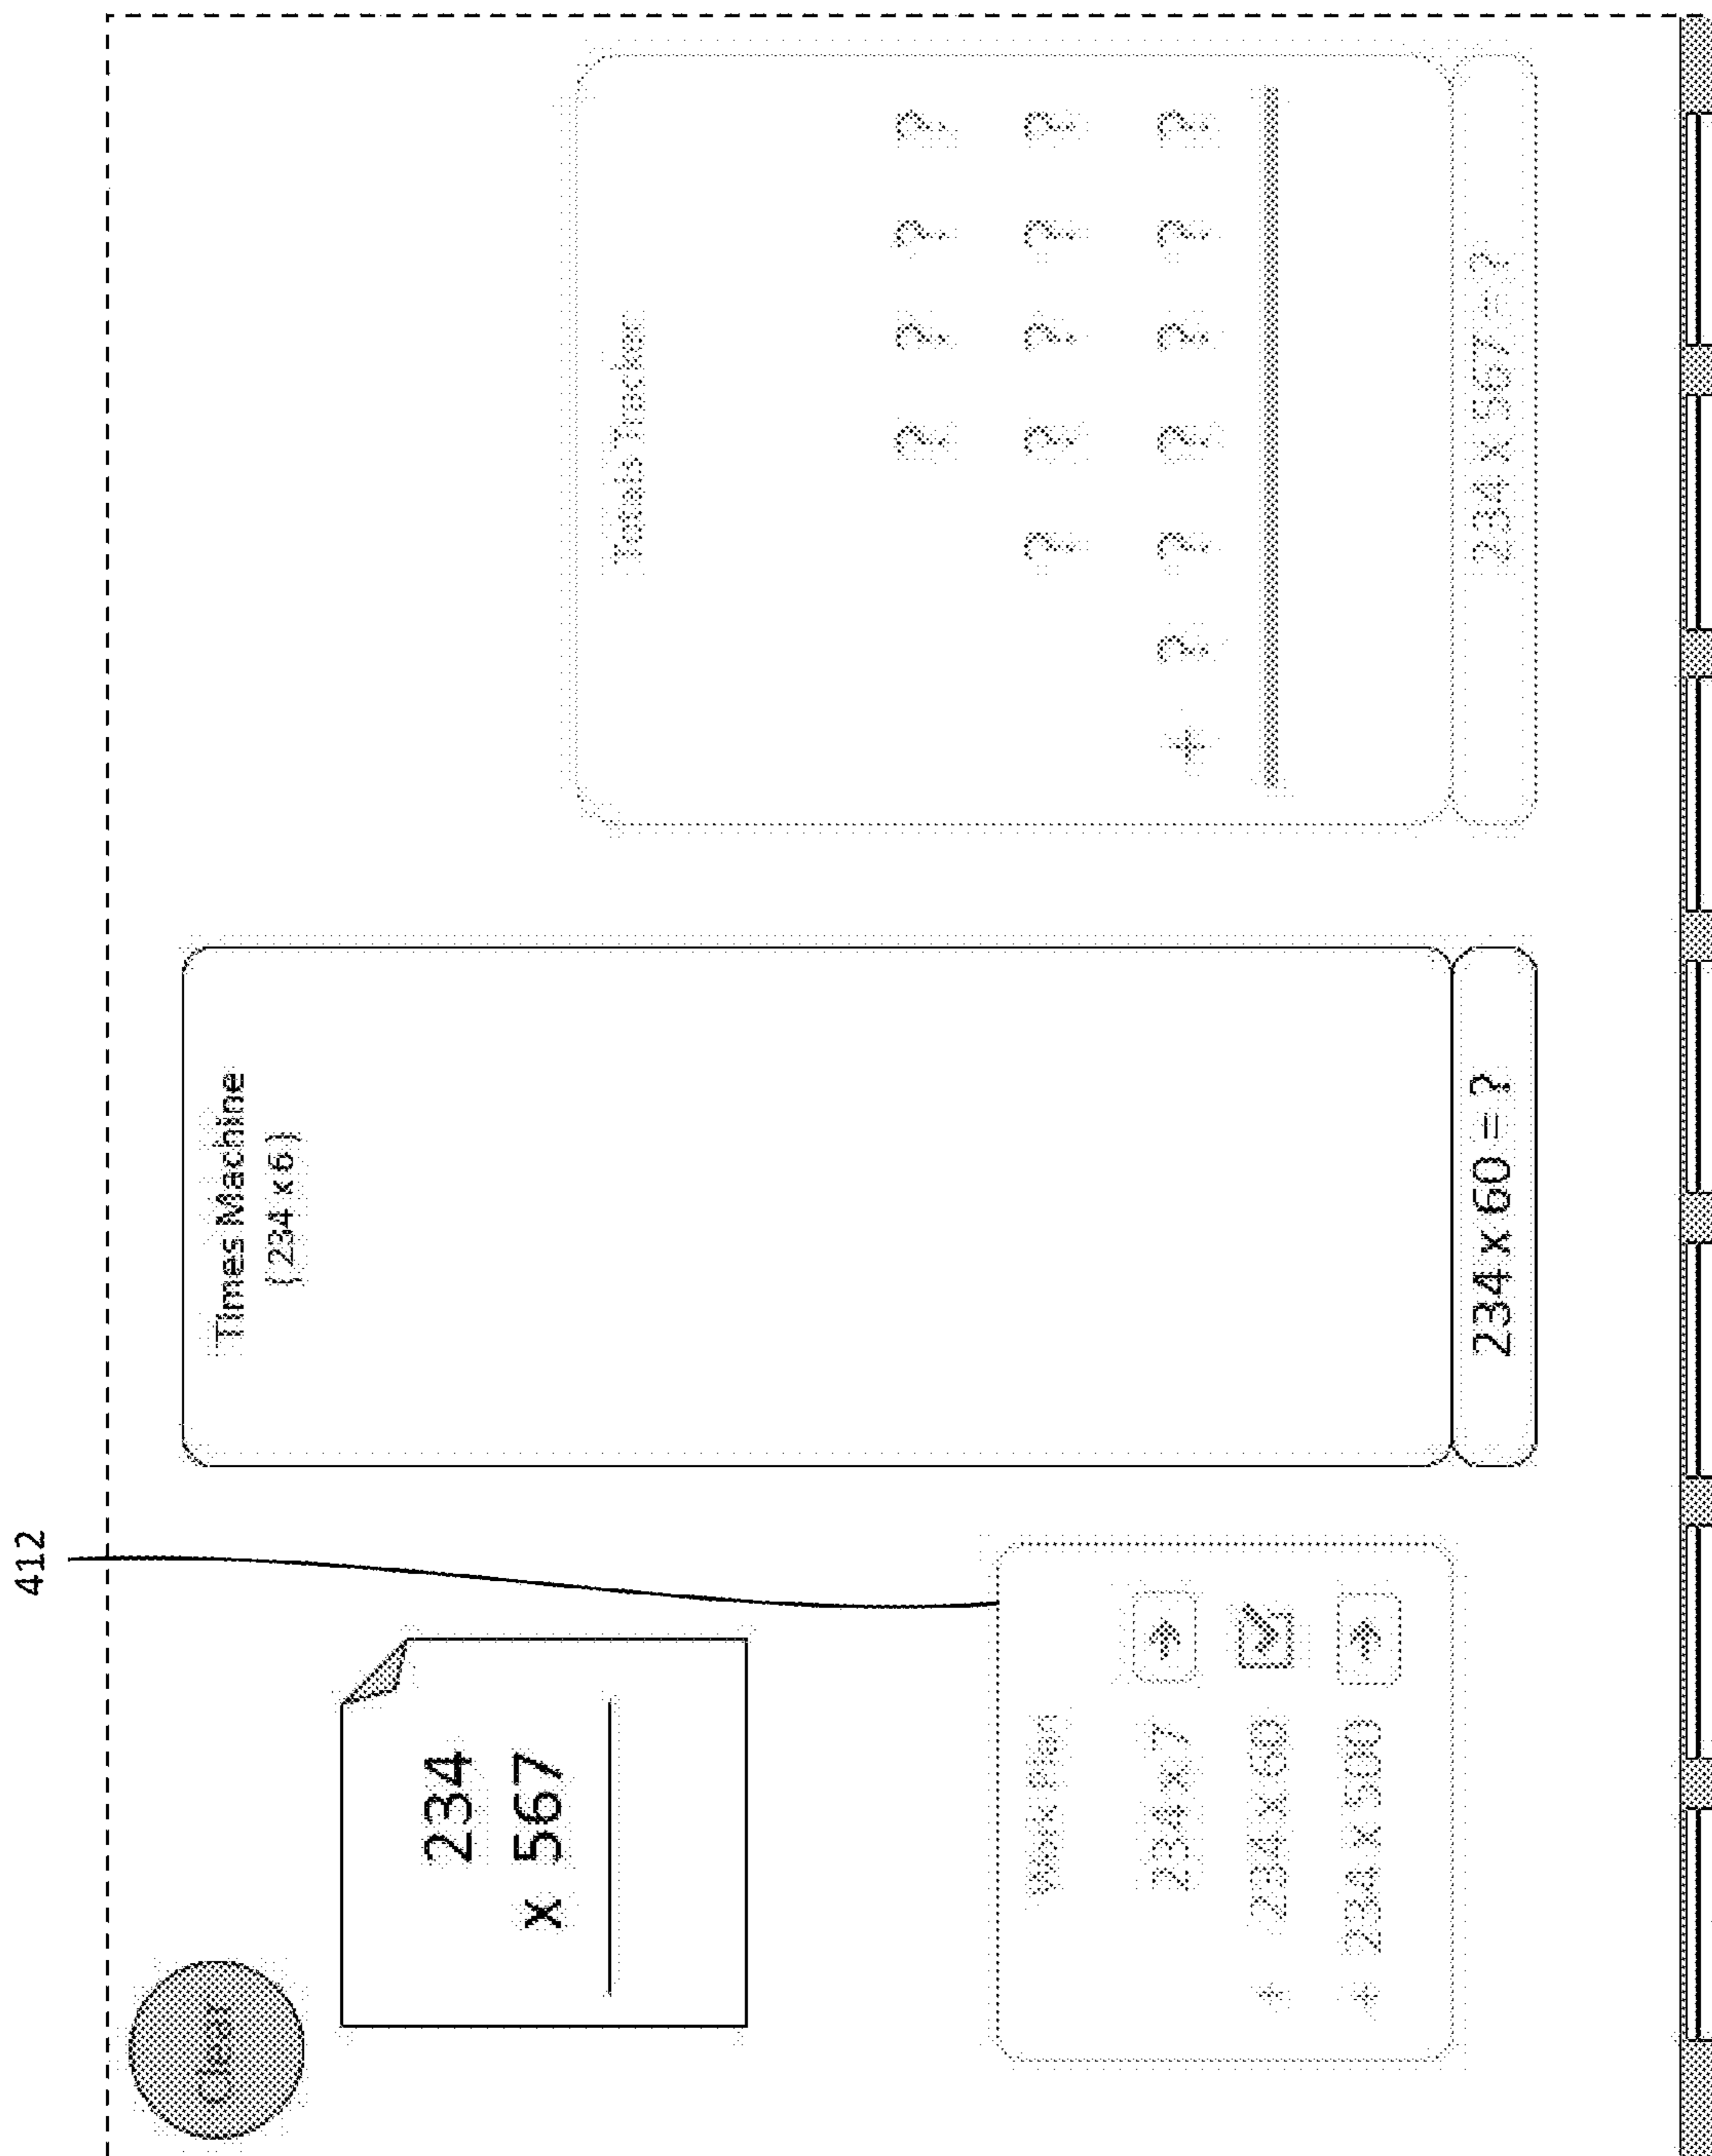 412
Clear
234
x 567
Work Plan
234 x 7
+ 234 x 60
+ 234 x 500
Times Machine
( 234 x 6 )
234 x 60 = ?
Totals Tracker
? ? ? ?
? ? ? ? ?
+ ? ? ? ? ? ?
234 x 567 = ?